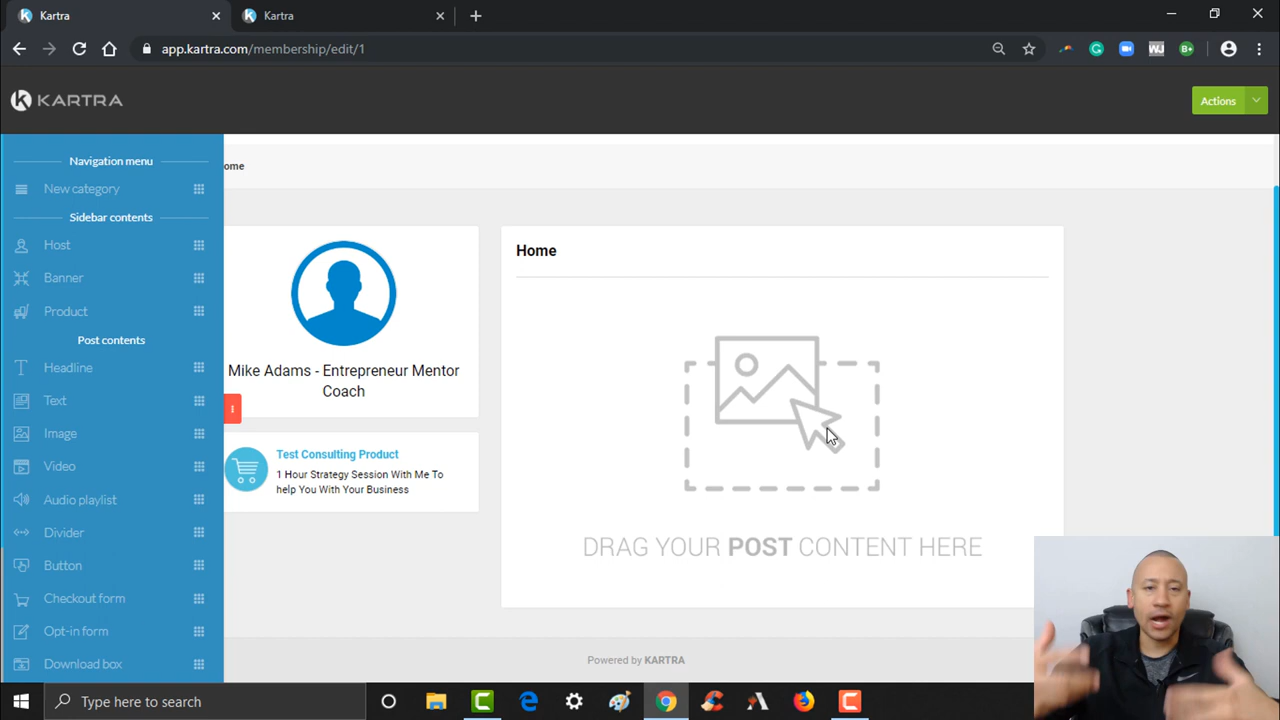 Kartra
Kartra
app.kartra.com/membership/edit/1
KARTRA
Actions
Navigation menu
New category
Sidebar contents
Host
Banner
Product
Post contents
Headline
Text
Image
Video
Audio playlist
Divider
Button
Checkout form
Opt-in form
Download box
ome
Mike Adams - Entrepreneur Mentor
Coach
Test Consulting Product
1 Hour Strategy Session With Me To
help You With Your Business
Home
DRAG YOUR POST CONTENT HERE
Powered by KARTRA
Type here to search